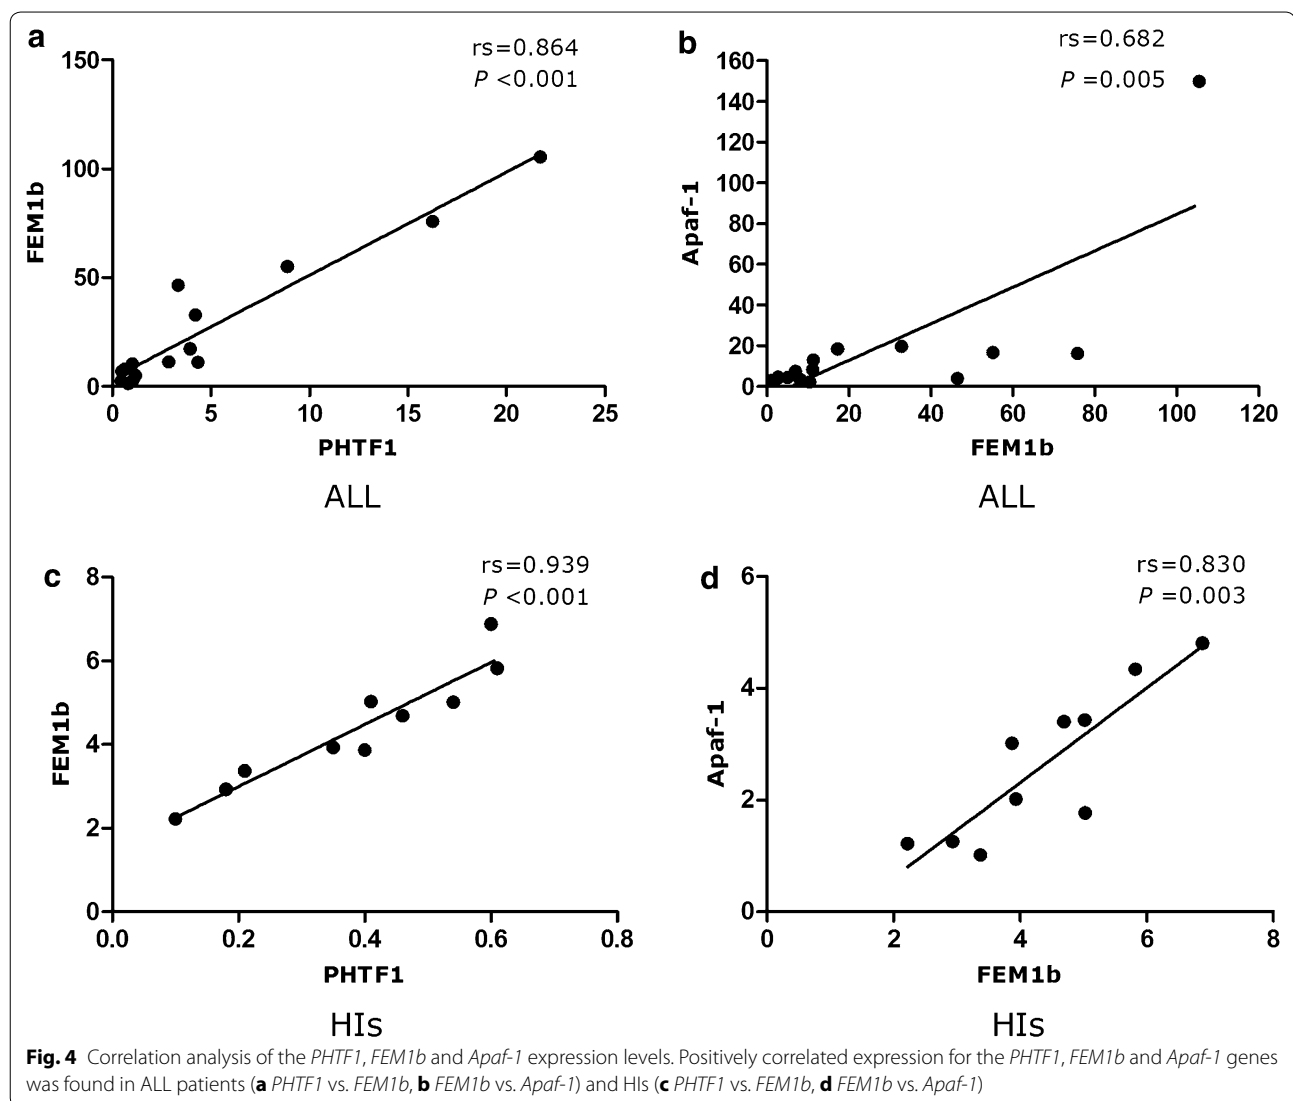 a
rs=0.864
P <0.001
150
100
50
0
FEM1b
0 5 10 15 20 25
PHTF1
ALL
b
rs=0.682
P =0.005
160
140
120
100
80
60
40
20
0
Apaf-1
0 20 40 60 80 100 120
FEM1b
ALL
c
rs=0.939
P <0.001
8
6
4
2
0
FEM1b
0.0 0.2 0.4 0.6 0.8
PHTF1
HIs
d
rs=0.830
P =0.003
6
4
2
0
Apaf-1
0 2 4 6 8
FEM1b
HIs
Fig. 4 Correlation analysis of the PHTF1, FEM1b and Apaf-1 expression levels. Positively correlated expression for the PHTF1, FEM1b and Apaf-1 genes
was found in ALL patients (a PHTF1 vs. FEM1b, b FEM1b vs. Apaf-1) and HIs (c PHTF1 vs. FEM1b, d FEM1b vs. Apaf-1)